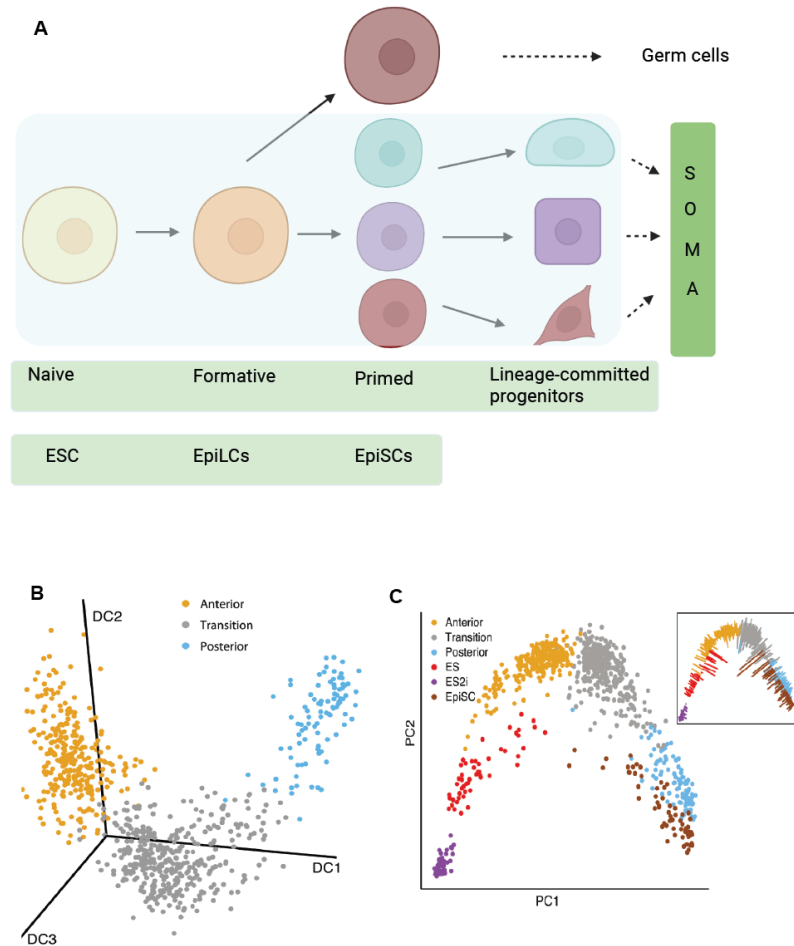 A
Germ cells
S
O
M
A
Naive
Formative
Primed
Lineage-committed
progenitors
ESC
EpiLCs
EpiSCs
B
DC2
Anterior
Transition
Posterior
DC1
DC3
C
Anterior
Transition
Posterior
ES
ES2i
EpiSC
PC2
PC1